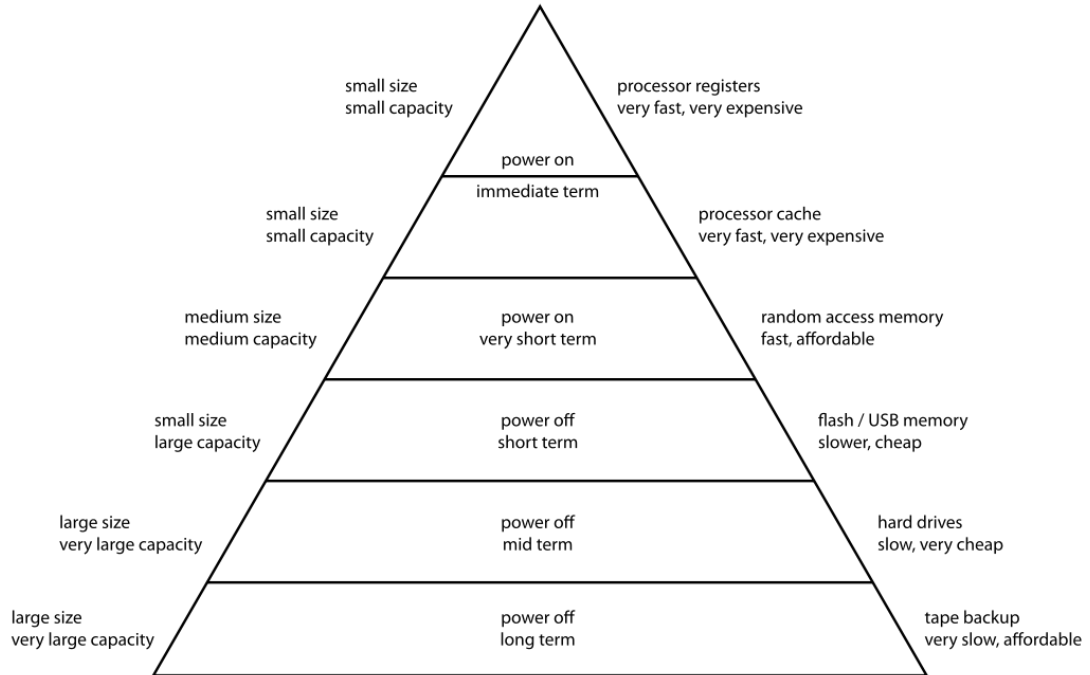 small size
small capacity
processor registers
very fast, very expensive
power on
immediate term
small size
small capacity
processor cache
very fast, very expensive
medium size
medium capacity
power on
very short term
random access memory
fast, affordable
small size
large capacity
power off
short term
flash / USB memory
slower, cheap
large size
very large capacity
power off
mid term
hard drives
slow, very cheap
large size
very large capacity
power off
long term
tape backup
very slow, affordable